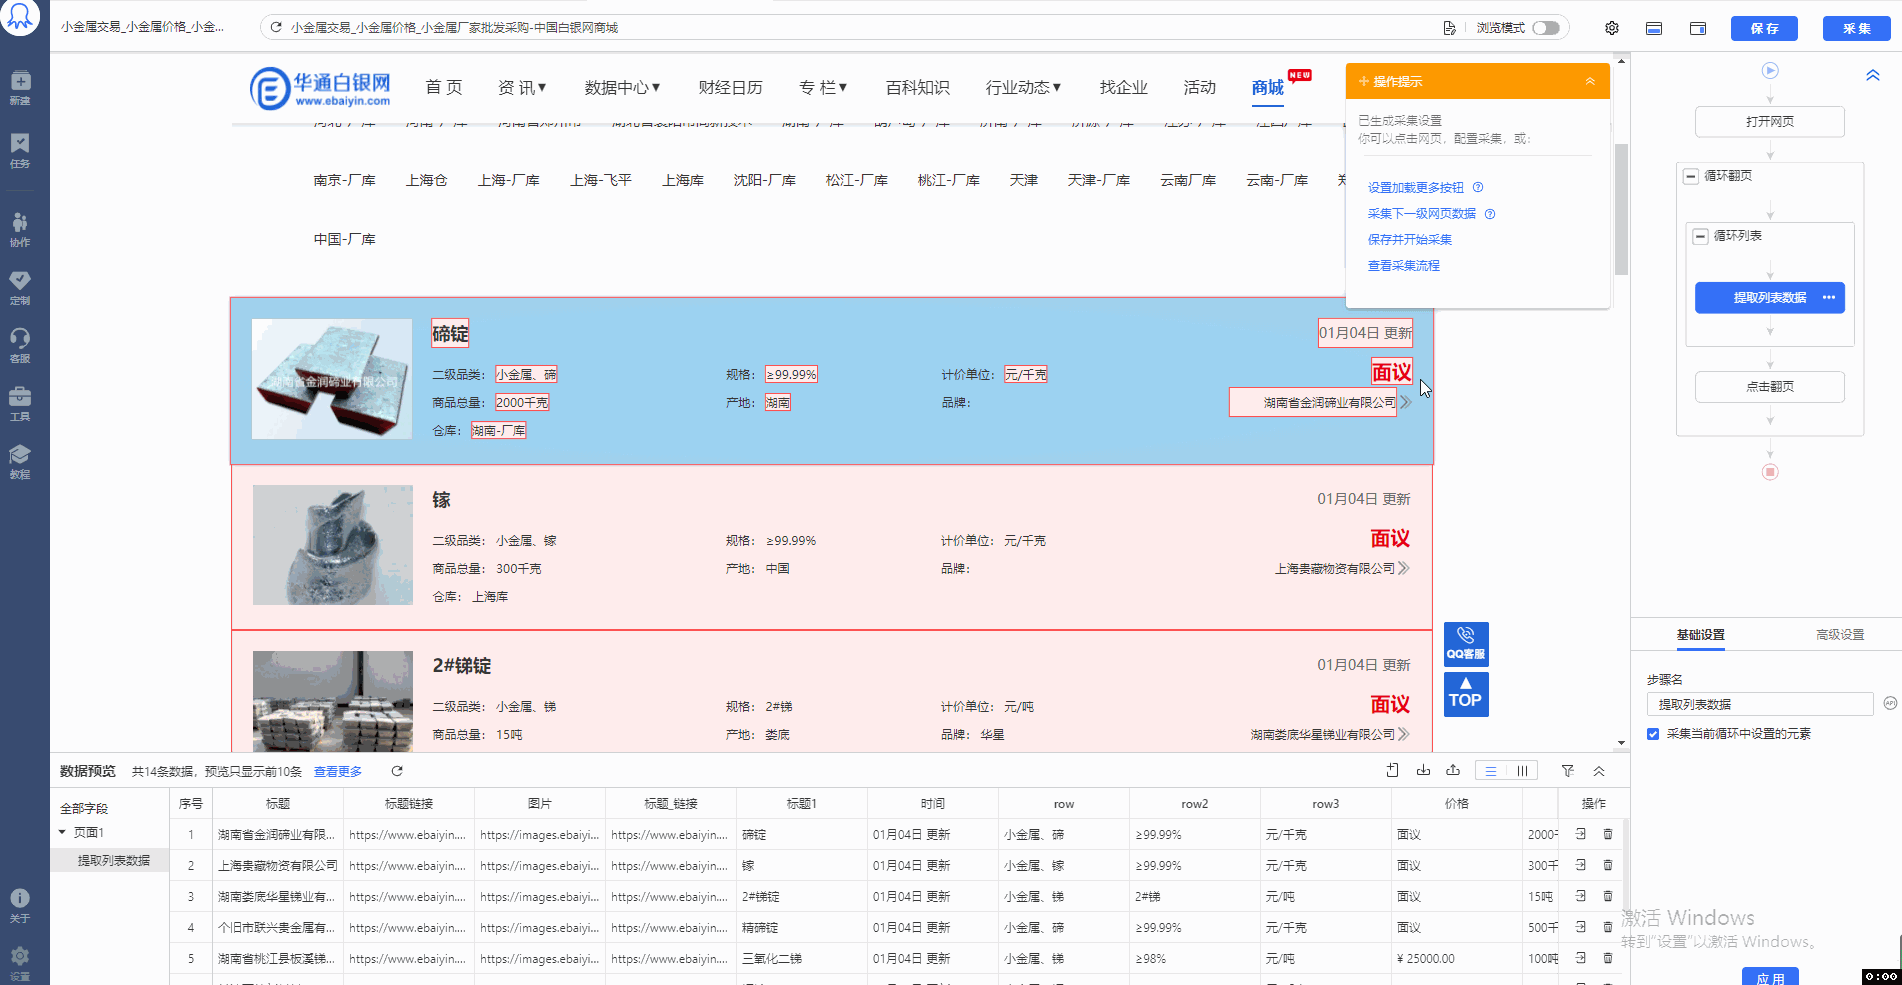 小金属交易_小金属价格_小金...
小金属交易_小金属价格_小金属厂家批发采购-中国白银网商城
浏览模式
保 存
采 集
新建
任务
协作
定制
客服
工具
教程
关于
设置
华通白银网
www.ebaiyin.com
首 页 资 讯▼ 数据中心▼ 财经日历 专 栏▼ 百科知识 行业动态▼ 找企业 活动 商城 NEW
南京-厂库 上海仓 上海-厂库 上海-飞平 上海库 沈阳-厂库 松江-厂库 桃江-厂库 天津 天津-厂库 云南厂库 云南-厂库
中国-厂库
操作提示
已生成采集设置
你可以点击网页，配置采集，或：
设置加载更多按钮
采集下一级网页数据
保存并开始采集
查看采集流程
碲锭
01月04日 更新
二级品类： 小金属、碲 规格： ≥99.99% 计价单位： 元/千克
面议
商品总量： 2000千克 产地： 湖南 品牌：
湖南省金润碲业有限公司
仓库： 湖南-厂库
湖南省金润碲业有限公司
镓
01月04日 更新
二级品类： 小金属、镓 规格： ≥99.99% 计价单位： 元/千克
面议
商品总量： 300千克 产地： 中国 品牌：
上海贵藏物资有限公司
仓库： 上海库
2#锑锭
01月04日 更新
二级品类： 小金属、锑 规格： 2#锑 计价单位： 元/吨
面议
商品总量： 15吨 产地： 娄底 品牌： 华星
湖南娄底华星锑业有限公司
QQ客服
TOP
打开网页
循环翻页
循环列表
提取列表数据 •••
点击翻页
基础设置 高级设置
步骤名
提取列表数据
API
采集当前循环中设置的元素
数据预览 共14条数据，预览只显示前10条 查看更多
全部字段
页面1
提取列表数据
序号 标题 标题链接 图片 标题_链接 标题1 时间 row row2 row3 价格 操作
1 湖南省金润碲业有限... https://www.ebaiyin.... https://images.ebaiyi... https://www.ebaiyin.... 碲锭 01月04日 更新 小金属、碲 ≥99.99% 元/千克 面议 2000
2 上海贵藏物资有限公司 https://www.ebaiyin.... https://images.ebaiyi... https://www.ebaiyin.... 镓 01月04日 更新 小金属、镓 ≥99.99% 元/千克 面议 300千
3 湖南娄底华星锑业有... https://www.ebaiyin.... https://images.ebaiyi... https://www.ebaiyin.... 2#锑锭 01月04日 更新 小金属、锑 2#锑 元/吨 面议 15吨
4 个旧市联兴贵金属有... https://www.ebaiyin.... https://images.ebaiyi... https://www.ebaiyin.... 精碲锭 01月04日 更新 小金属、碲 ≥99.99% 元/千克 面议 500千
5 湖南省桃江县板溪锑... https://www.ebaiyin.... https://images.ebaiyi... https://www.ebaiyin.... 三氧化二锑 01月04日 更新 小金属、锑 ≥98% 元/吨 ¥ 25000.00 100吨
激活 Windows
转到"设置"以激活 Windows。
应 用
0:00